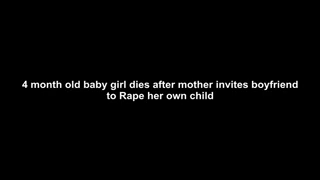 4 month old baby girl dies after mother invites boyfriend
to Rape her own child